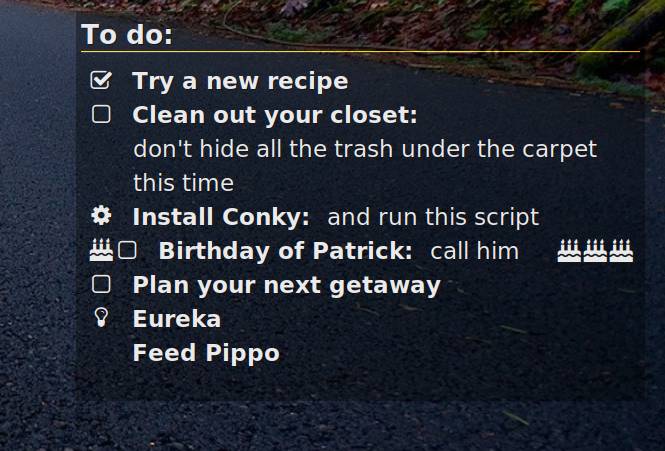 To do:
Try a new recipe
Clean out your closet:
don't hide all the trash under the carpet
this time
Install Conky: and run this script
Birthday of Patrick: call him
Plan your next getaway
Eureka
Feed Pippo